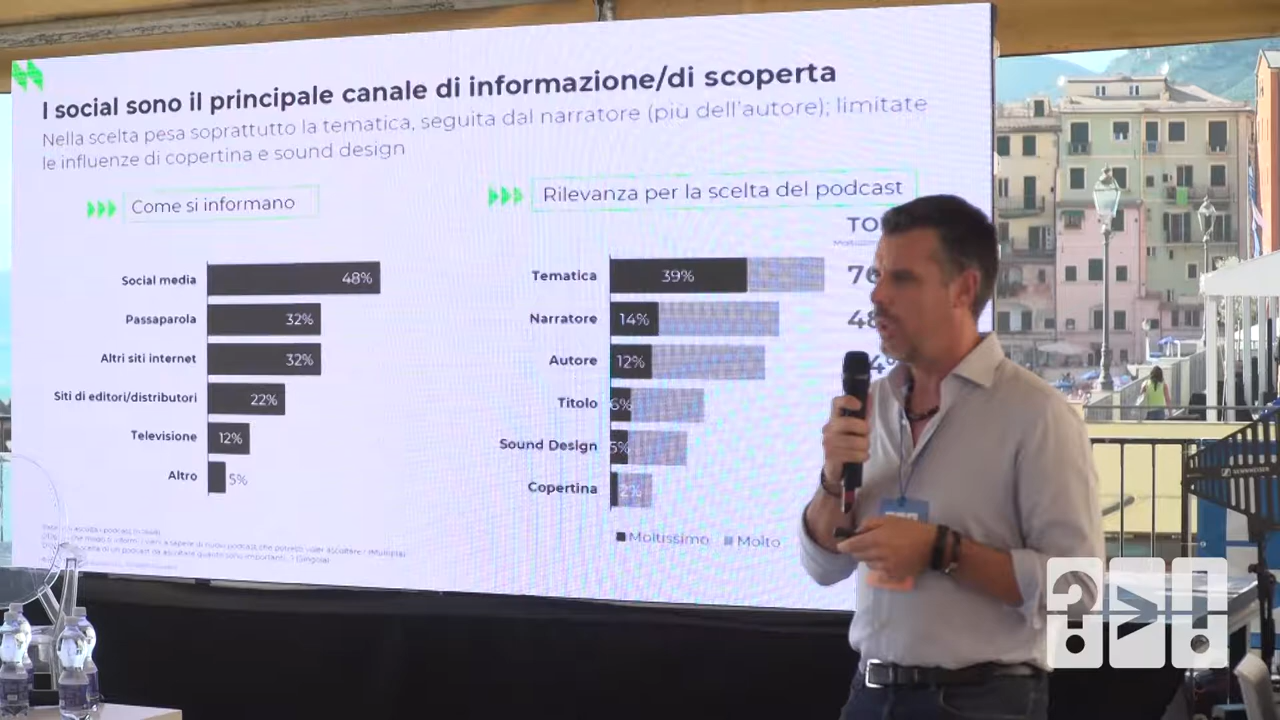 I social sono il principale canale di informazione/di scoperta
Nella scelta pesa soprattutto la tematica, seguita dal narratore (più dell'autore); limitate
le influenze di copertina e sound design
Come si informano
Social media 48%
Passaparola 32%
Altri siti internet 32%
Siti di editori/distributori 22%
Televisione 12%
Altro 5%
Rilevanza per la scelta del podcast
Tematica 39%
Narratore 14%
Autore 12%
Titolo 6%
Sound Design 5%
Copertina 2%
Moltissimo Molto
SENNHEISER